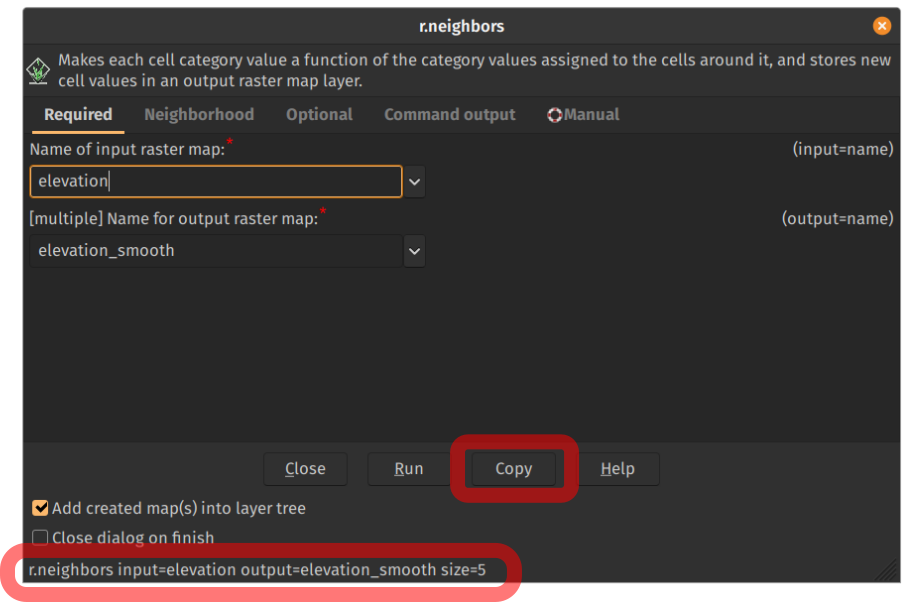 r.neighbors
Makes each cell category value a function of the category values assigned to the cells around it, and stores new
cell values in an output raster map layer.
Required Neighborhood Optional Command output Manual
Name of input raster map:* (input=name)
elevation
[multiple] Name for output raster map:* (output=name)
elevation_smooth
Close Run Copy Help
Add created map(s) into layer tree
Close dialog on finish
r.neighbors input=elevation output=elevation_smooth size=5